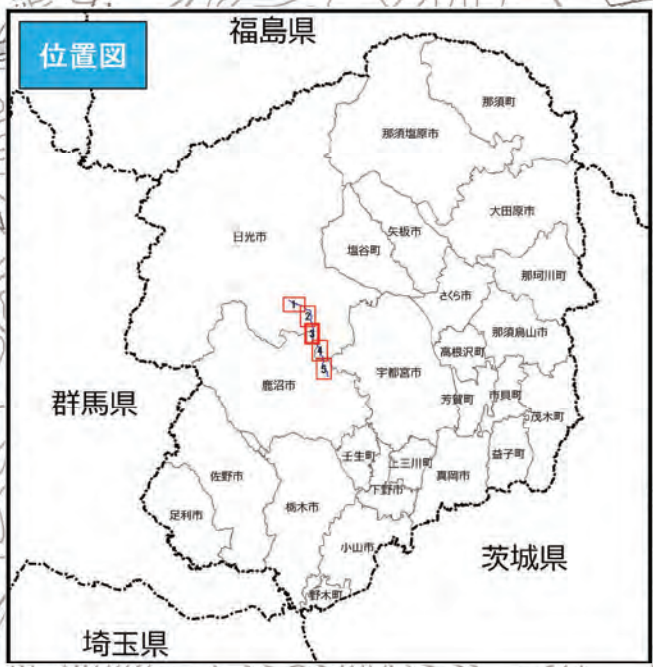 福島県
位置図
那須町
那須塩原市
大田原市
日光市
矢板市
塩谷町
那珂川町
さくら市
1
2
那須烏山市
3
高根沢町
4
宇都宮市
5
鹿沼市
芳賀町
市貝町
茂木町
群馬県
壬生町
上三川町
益子町
真岡市
佐野市
下野市
栃木市
足利市
小山市
茨城県
野木町
埼玉県